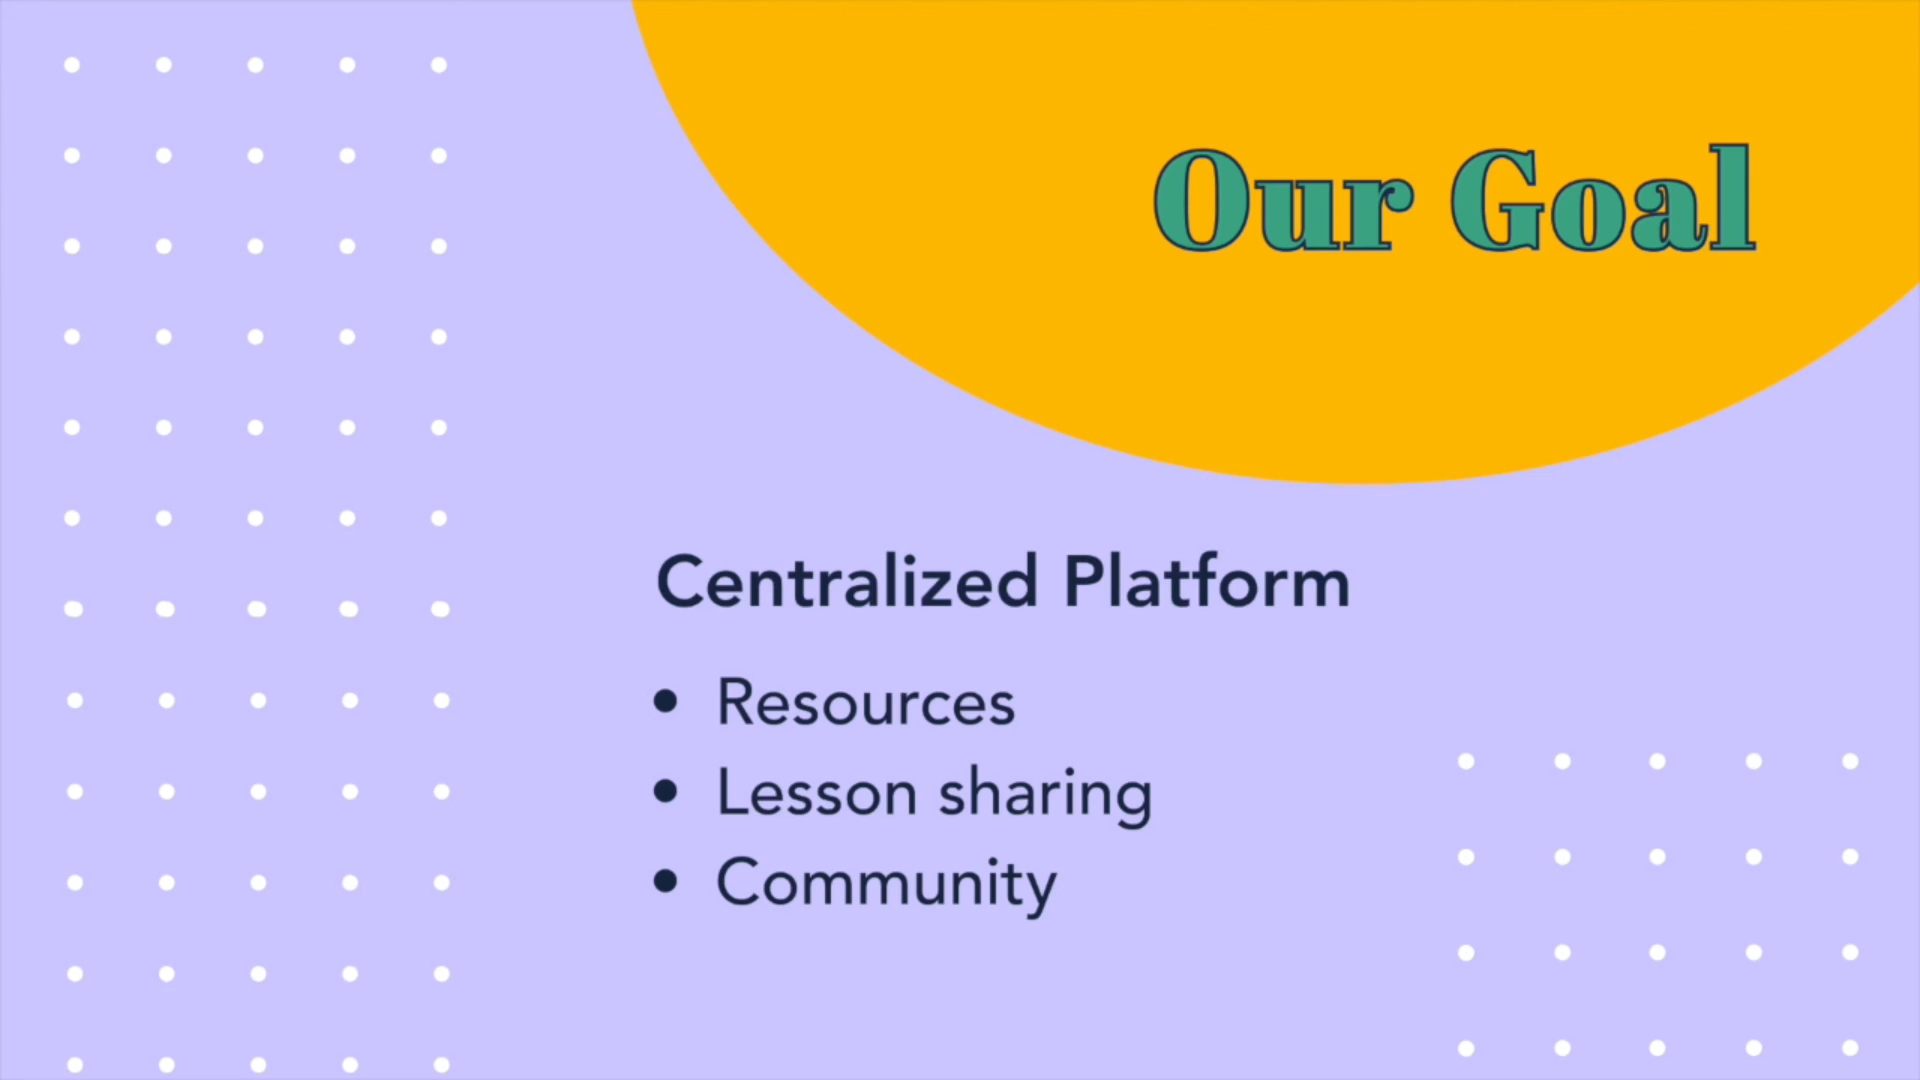 Our Goal
Centralized Platform
• Resources
• Lesson sharing
• Community